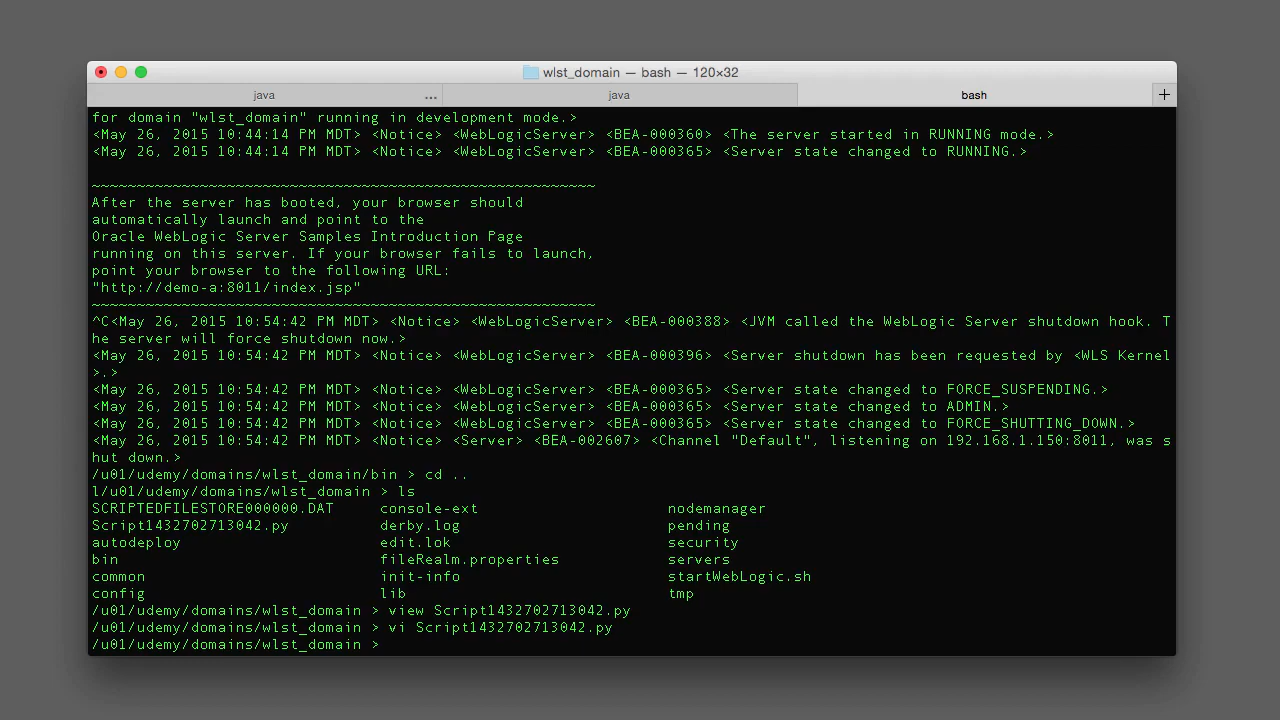 wlst_domain — bash — 120×32
java ... java bash +
for domain "wlst_domain" running in development mode.>
<May 26, 2015 10:44:14 PM MDT> <Notice> <WebLogicServer> <BEA-000360> <The server started in RUNNING mode.>
<May 26, 2015 10:44:14 PM MDT> <Notice> <WebLogicServer> <BEA-000365> <Server state changed to RUNNING.>
~~~~~~~~~~~~~~~~~~~~~~~~~~~~~~~~~~~~~~~~~~~~~~~~~~~~~~~~
After the server has booted, your browser should
automatically launch and point to the
Oracle WebLogic Server Samples Introduction Page
running on this server. If your browser fails to launch,
point your browser to the following URL:
"http://demo-a:8011/index.jsp"
~~~~~~~~~~~~~~~~~~~~~~~~~~~~~~~~~~~~~~~~~~~~~~~~~~~~~~~~
^C<May 26, 2015 10:54:42 PM MDT> <Notice> <WebLogicServer> <BEA-000388> <JVM called the WebLogic Server shutdown hook. T
he server will force shutdown now.>
<May 26, 2015 10:54:42 PM MDT> <Notice> <WebLogicServer> <BEA-000396> <Server shutdown has been requested by <WLS Kernel
>.>
<May 26, 2015 10:54:42 PM MDT> <Notice> <WebLogicServer> <BEA-000365> <Server state changed to FORCE_SUSPENDING.>
<May 26, 2015 10:54:42 PM MDT> <Notice> <WebLogicServer> <BEA-000365> <Server state changed to ADMIN.>
<May 26, 2015 10:54:42 PM MDT> <Notice> <WebLogicServer> <BEA-000365> <Server state changed to FORCE_SHUTTING_DOWN.>
<May 26, 2015 10:54:42 PM MDT> <Notice> <Server> <BEA-002607> <Channel "Default", listening on 192.168.1.150:8011, was s
hut down.>
/u01/udemy/domains/wlst_domain/bin > cd ..
l/u01/udemy/domains/wlst_domain > ls
SCRIPTEDFILESTORE000000.DAT console-ext nodemanager
Script1432702713042.py derby.log pending
autodeploy edit.lok security
bin fileRealm.properties servers
common init-info startWebLogic.sh
config lib tmp
/u01/udemy/domains/wlst_domain > view Script1432702713042.py
/u01/udemy/domains/wlst_domain > vi Script1432702713042.py
/u01/udemy/domains/wlst_domain >